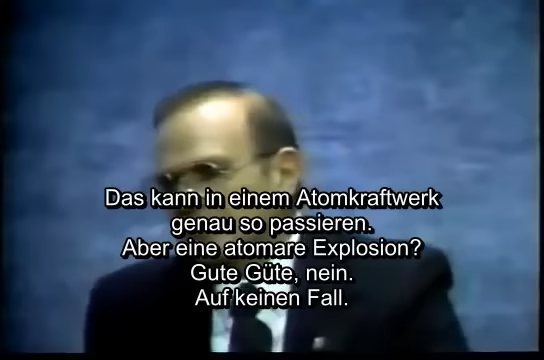 Das kann in einem Atomkraftwerk
genau so passieren.
Aber eine atomare Explosion?
Gute Güte, nein.
Auf keinen Fall.